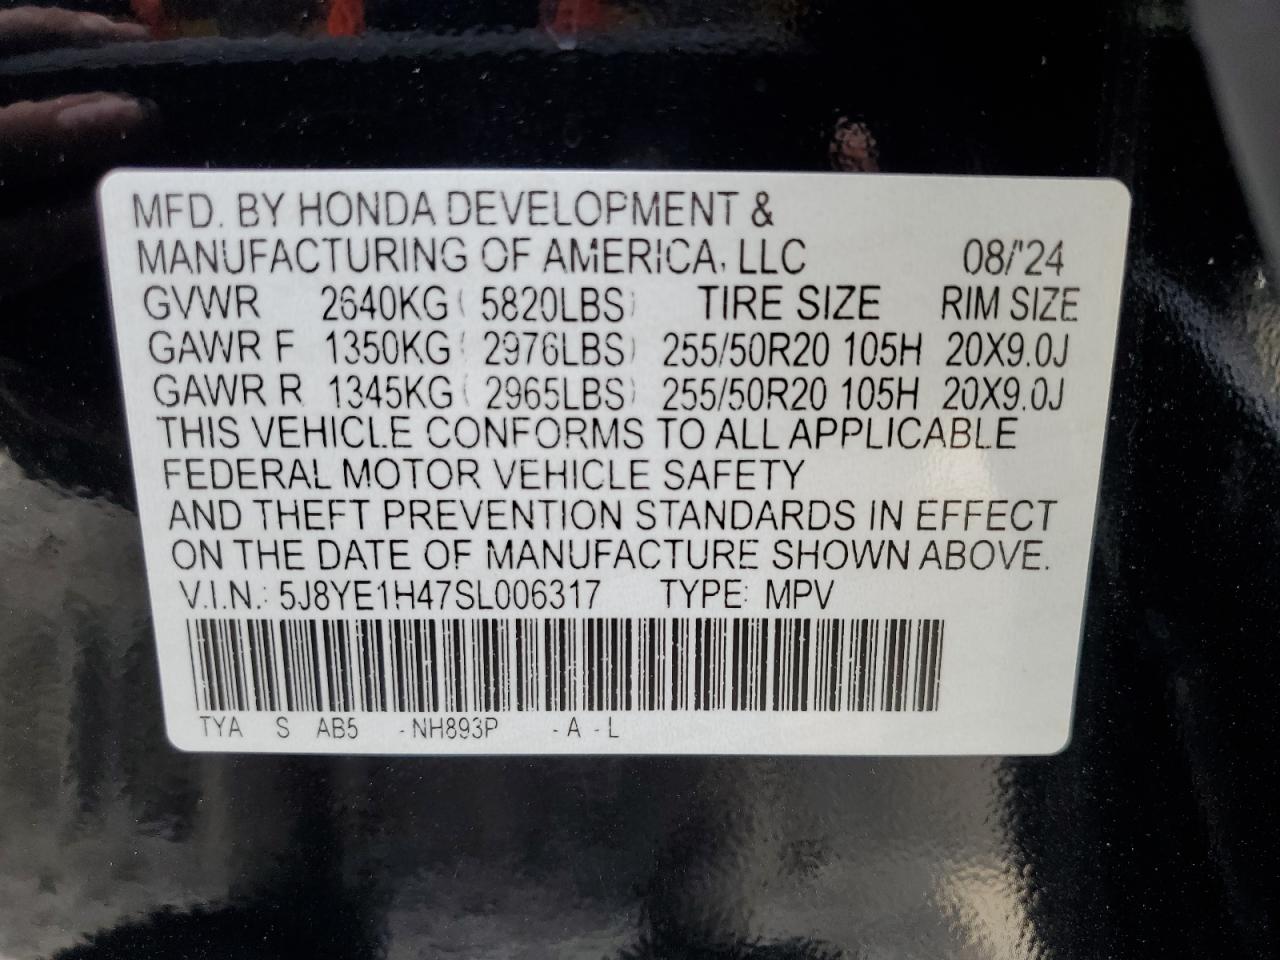 MFD. BY HONDA DEVELOPMENT &
MANUFACTURING OF AMERICA, LLC 08/'24
GVWR 2640KG ( 5820LBS) TIRE SIZE RIM SIZE
GAWR F 1350KG ( 2976LBS) 255/50R20 105H 20X9.0J
GAWR R 1345KG ( 2965LBS) 255/50R20 105H 20X9.0J
THIS VEHICLE CONFORMS TO ALL APPLICABLE
FEDERAL MOTOR VEHICLE SAFETY
AND THEFT PREVENTION STANDARDS IN EFFECT
ON THE DATE OF MANUFACTURE SHOWN ABOVE.
V.I.N.: 5J8YE1H47SL006317 TYPE: MPV
TYA S AB5 -NH893P -A -L